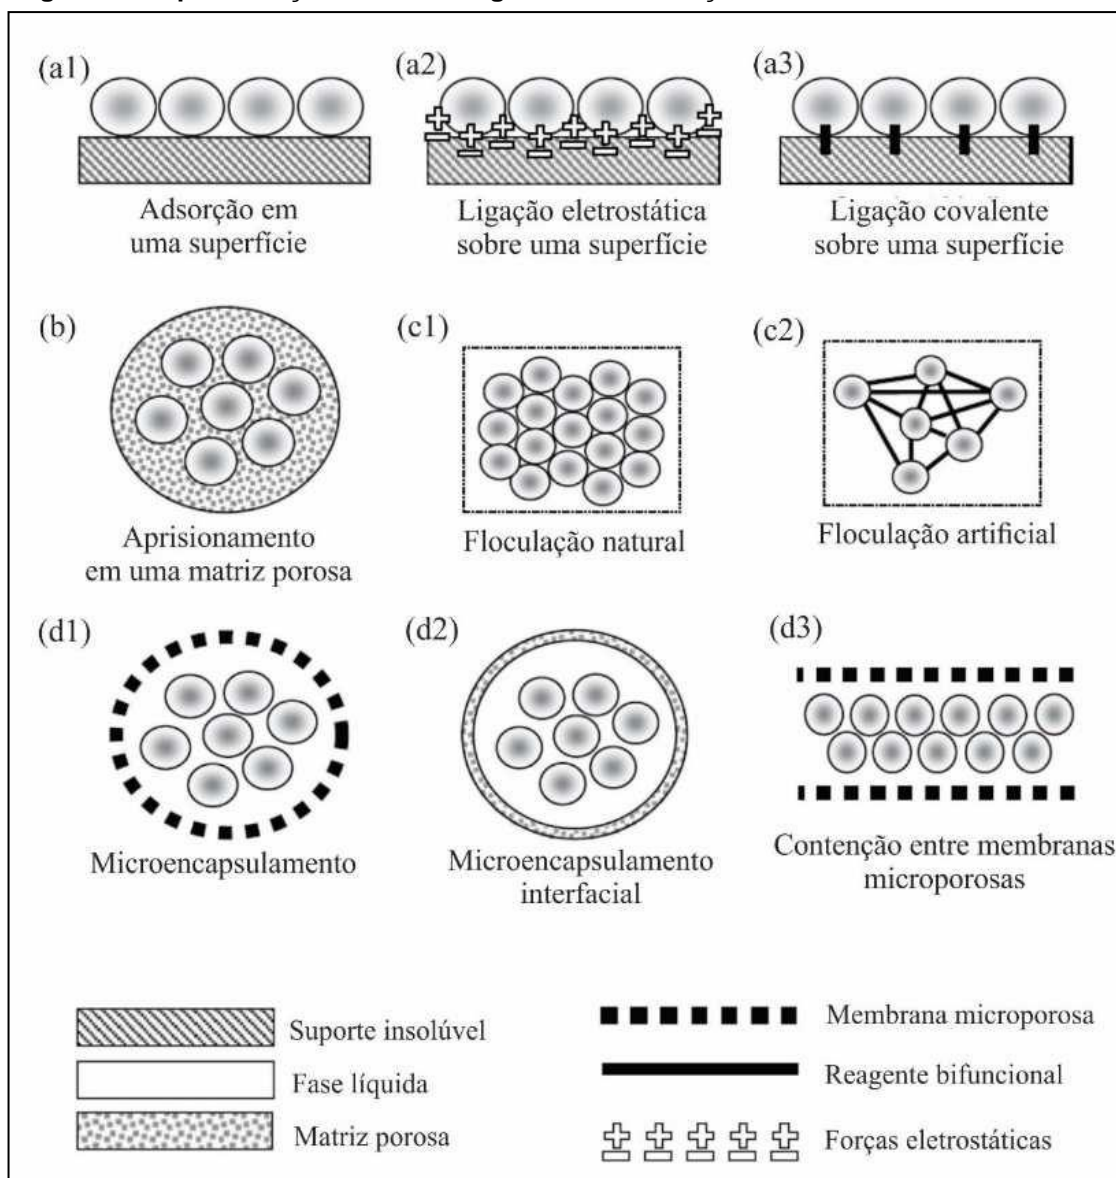 (a1)
(a2)
(a3)
Adsorção em
uma superfície
Ligação eletrostática
sobre uma superfície
Ligação covalente
sobre uma superfície
(b)
(c1)
(c2)
Aprisionamento
em uma matriz porosa
Floculação natural
Floculação artificial
(d1)
(d2)
(d3)
Microencapsulamento
Microencapsulamento
interfacial
Contenção entre membranas
microporosas
Suporte insolúvel
Fase líquida
Matriz porosa
Membrana microporosa
Reagente bifuncional
Forças eletrostáticas